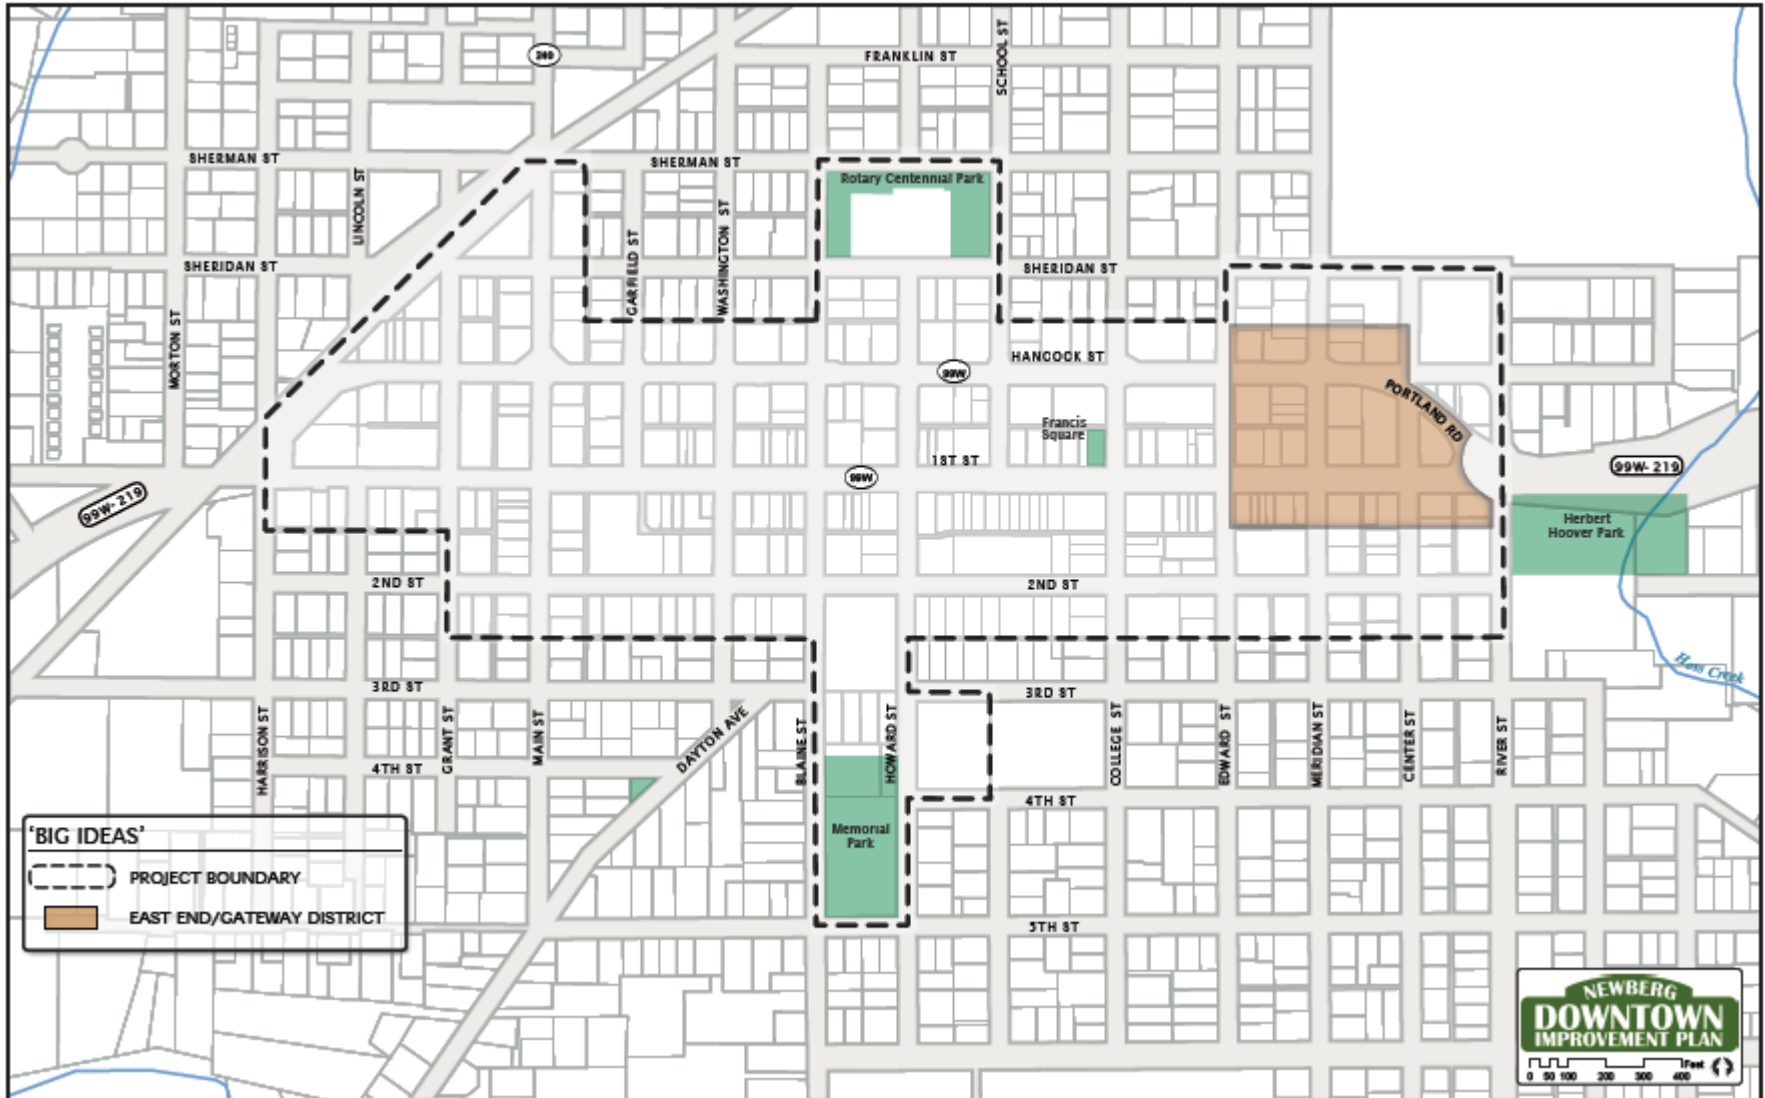 240
FRANKLIN ST
SCHOOL ST
SHERMAN ST
SHERMAN ST
Rotary Centennial Park
LINCOLN ST
GARFIELD ST
WASHINGTON ST
SHERIDAN ST
SHERIDAN ST
MORTON ST
HANCOCK ST
99W
PORTLAND RD
Francis
Square
1ST ST
99W
99W-219
99W-219
Herbert
Hoover Park
2ND ST
2ND ST
Hess Creek
3RD ST
3RD ST
HARRISON ST
GRANT ST
MAIN ST
DAYTON AVE
BLAINE ST
HOWARD ST
COLLEGE ST
EDWARD ST
MERIDIAN ST
CENTER ST
RIVER ST
4TH ST
4TH ST
Memorial
Park
5TH ST
'BIG IDEAS'
PROJECT BOUNDARY
EAST END/GATEWAY DISTRICT
NEWBERG
DOWNTOWN
IMPROVEMENT PLAN
Feet
0 50 100 200 300 400